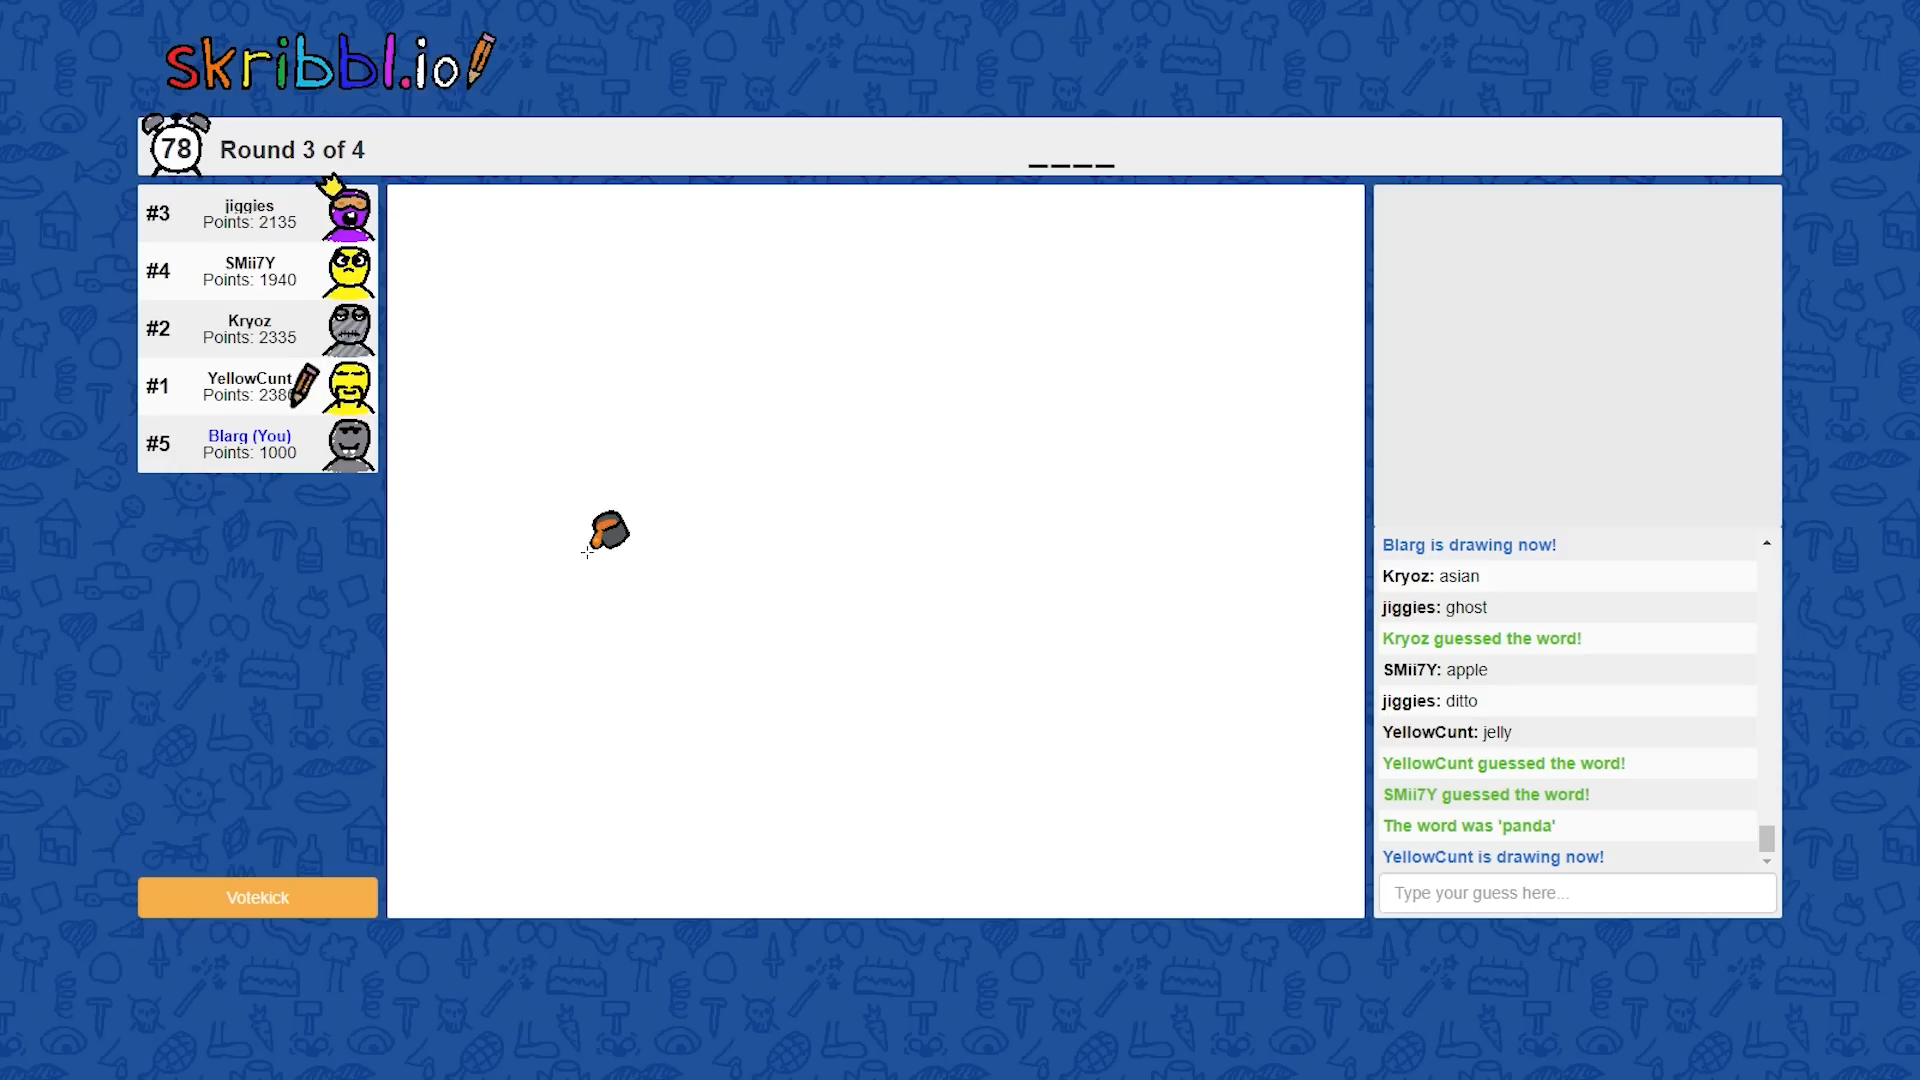 skribbl.io
78
Round 3 of 4
____
#3
jiggies
Points: 2135
#4
SMii7Y
Points: 1940
#2
Kryoz
Points: 2335
#1
YellowCunt
Points: 2386
#5
Blarg (You)
Points: 1000
Votekick
Blarg is drawing now!
Kryoz: asian
jiggies: ghost
Kryoz guessed the word!
SMii7Y: apple
jiggies: ditto
YellowCunt: jelly
YellowCunt guessed the word!
SMii7Y guessed the word!
The word was 'panda'
YellowCunt is drawing now!
Type your guess here...